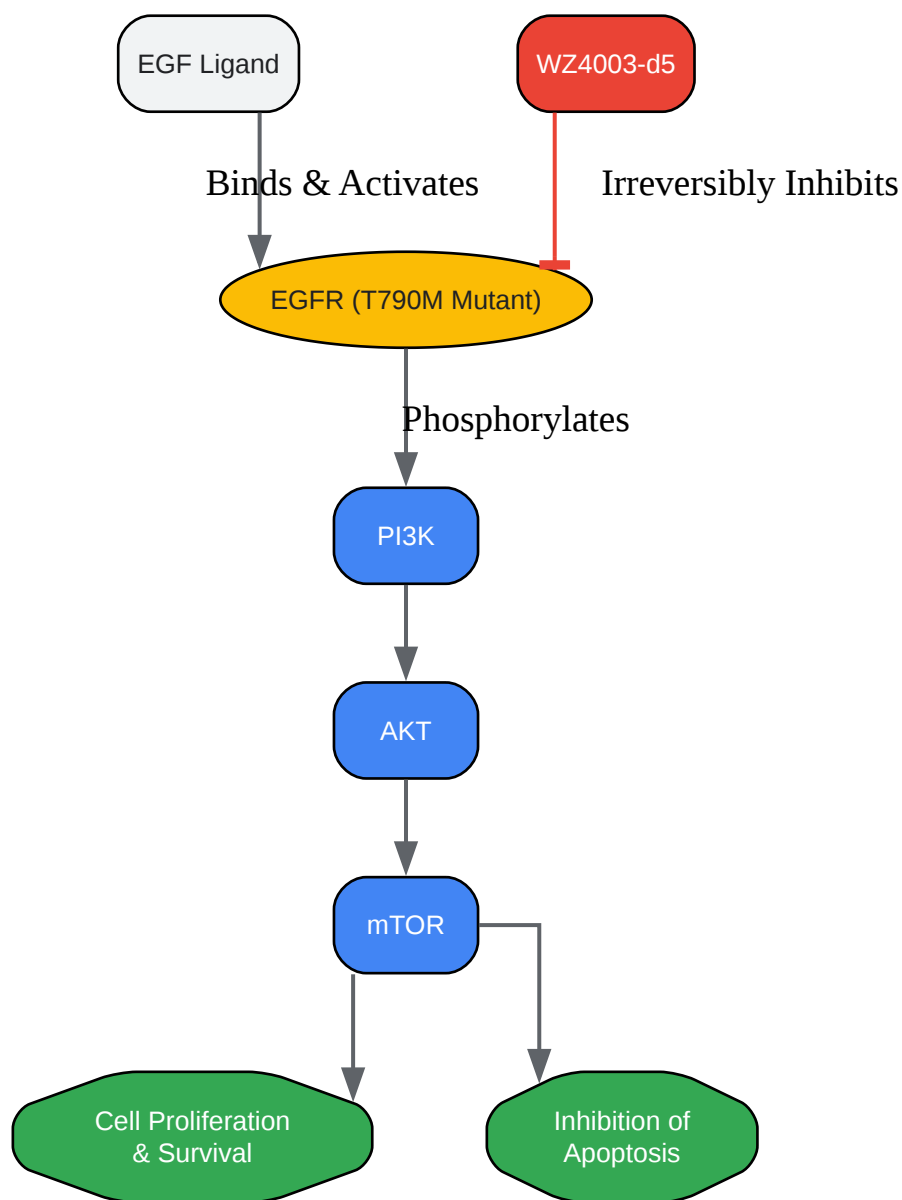 EGF Ligand
WZ4003-d5
Binds & Activates
Irreversibly Inhibits
EGFR (T790M Mutant)
Phosphorylates
PI3K
AKT
mTOR
Cell Proliferation
& Survival
Inhibition of
Apoptosis